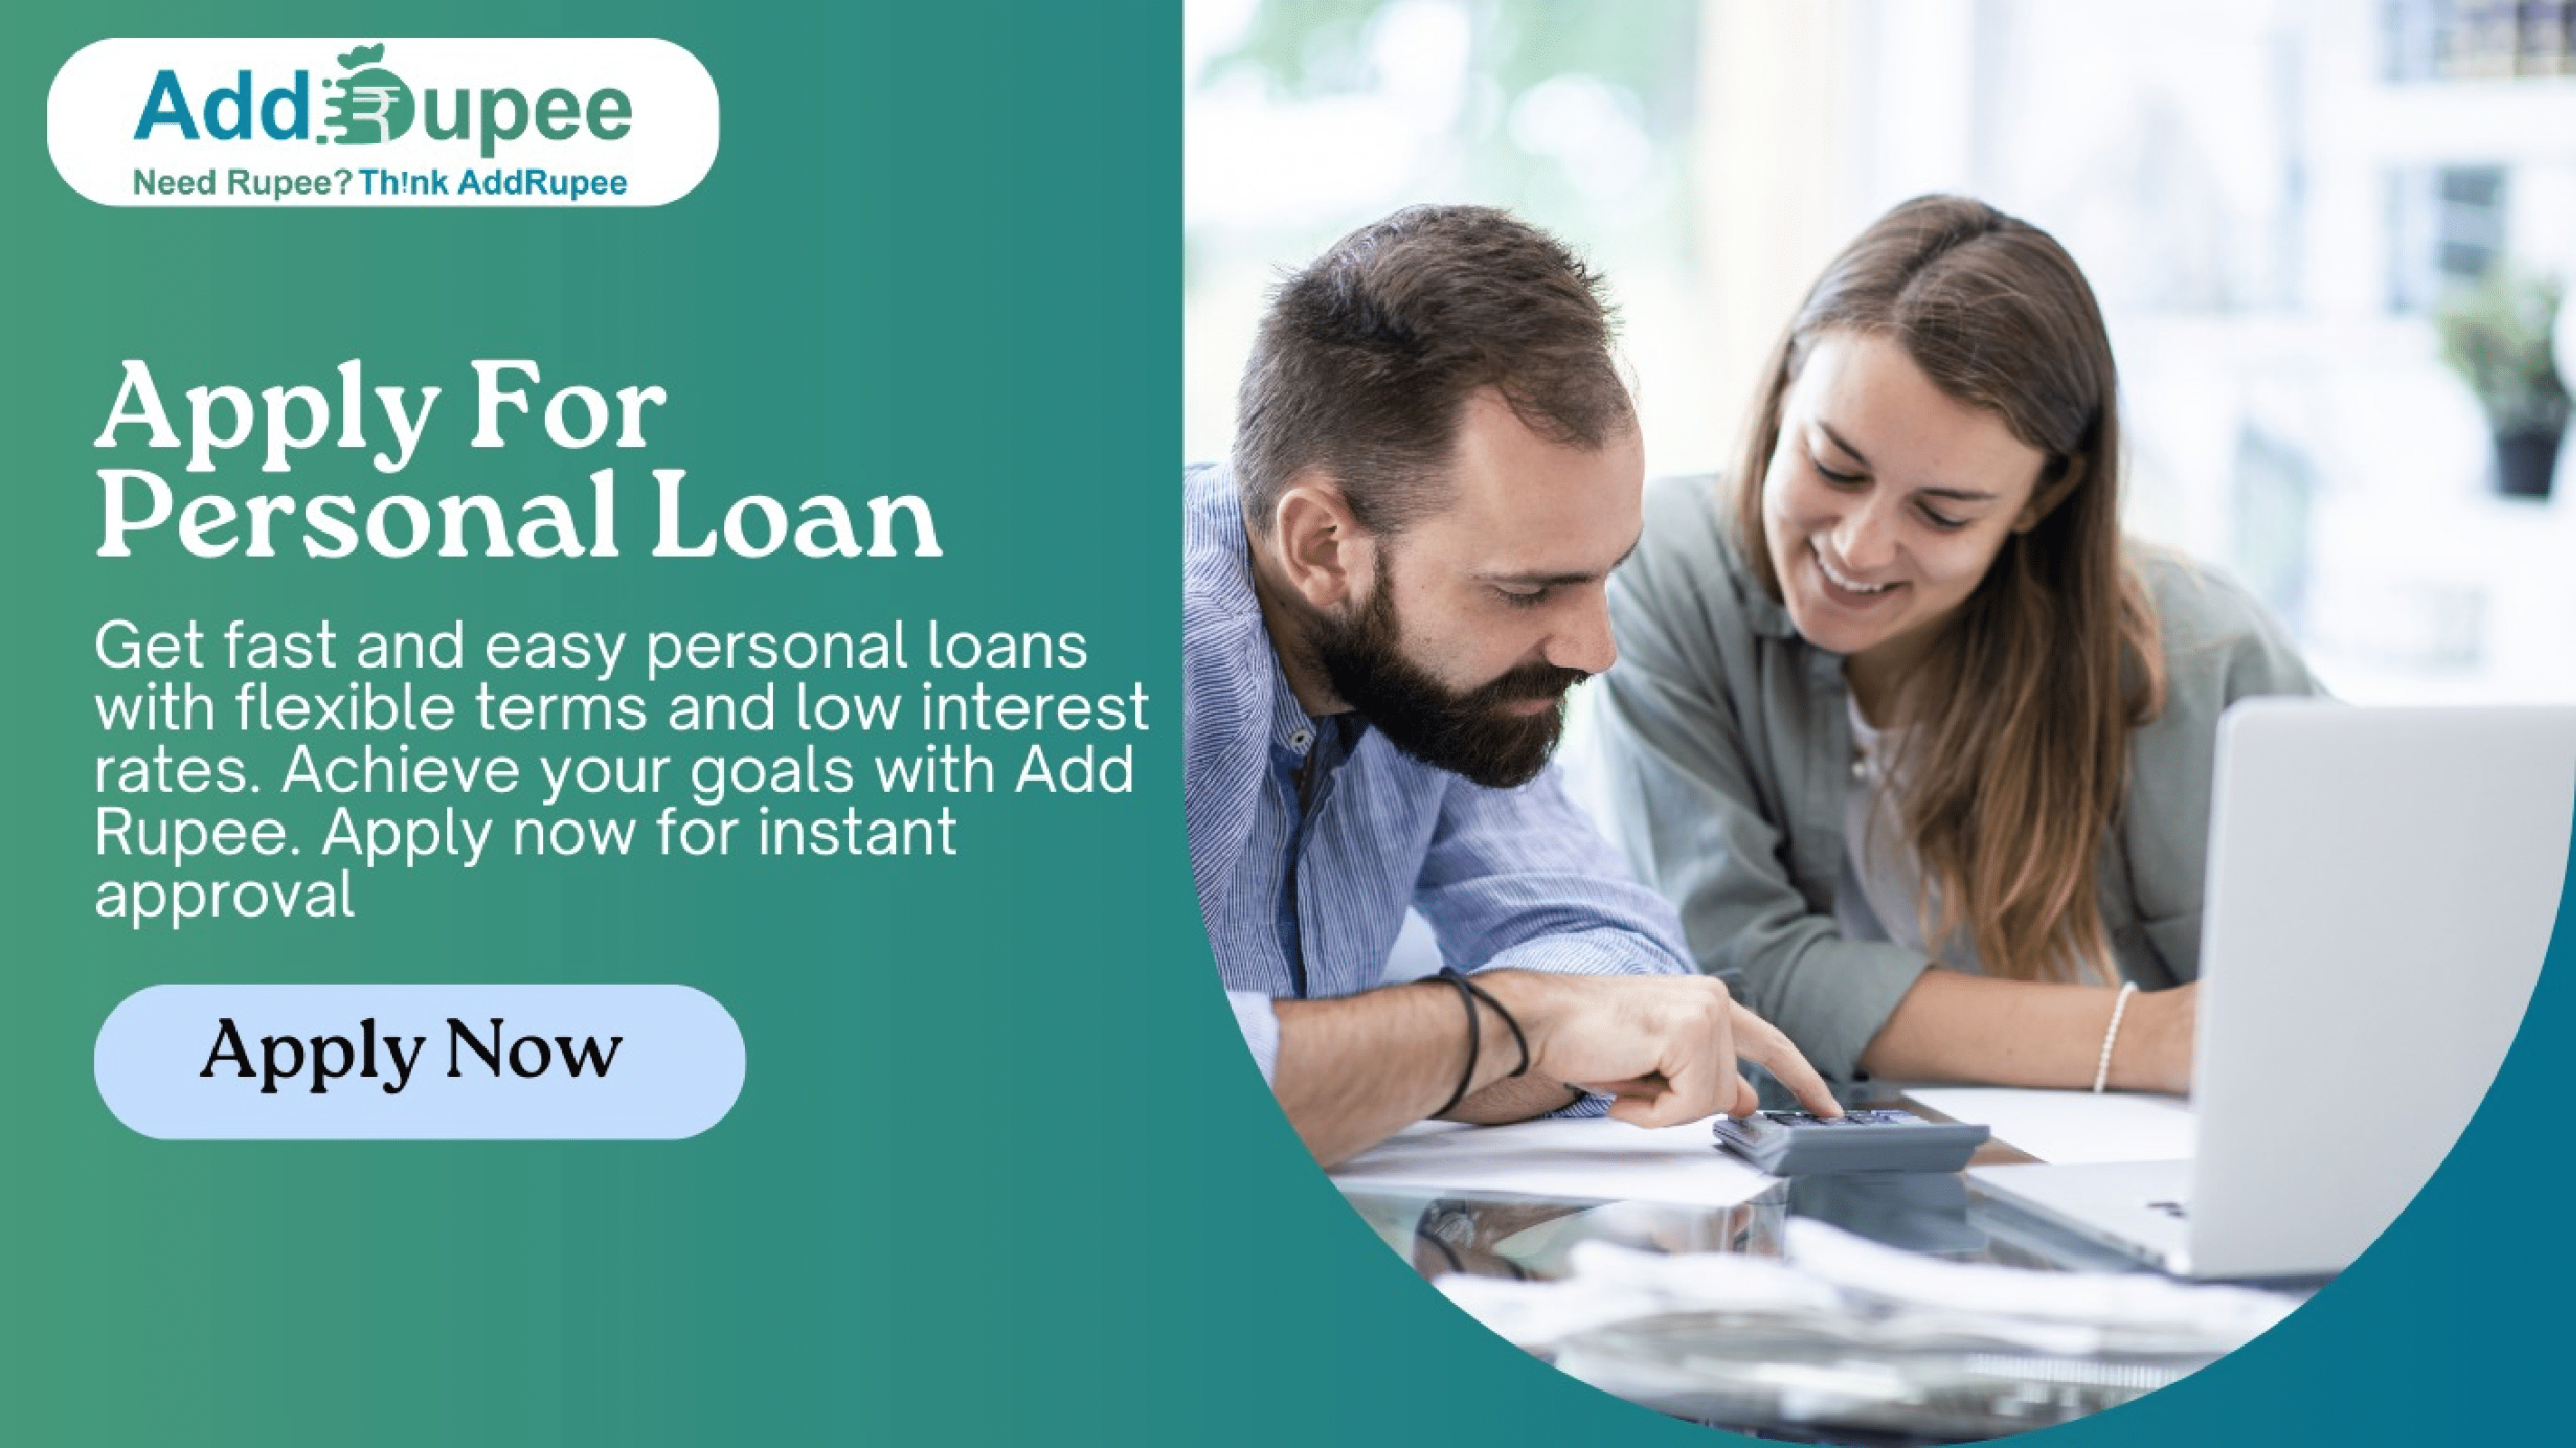 AddRupee
Need Rupee? Th!nk AddRupee
Apply For
Personal Loan
Get fast and easy personal loans
with flexible terms and low interest
rates. Achieve your goals with Add
Rupee. Apply now for instant
approval
Apply Now